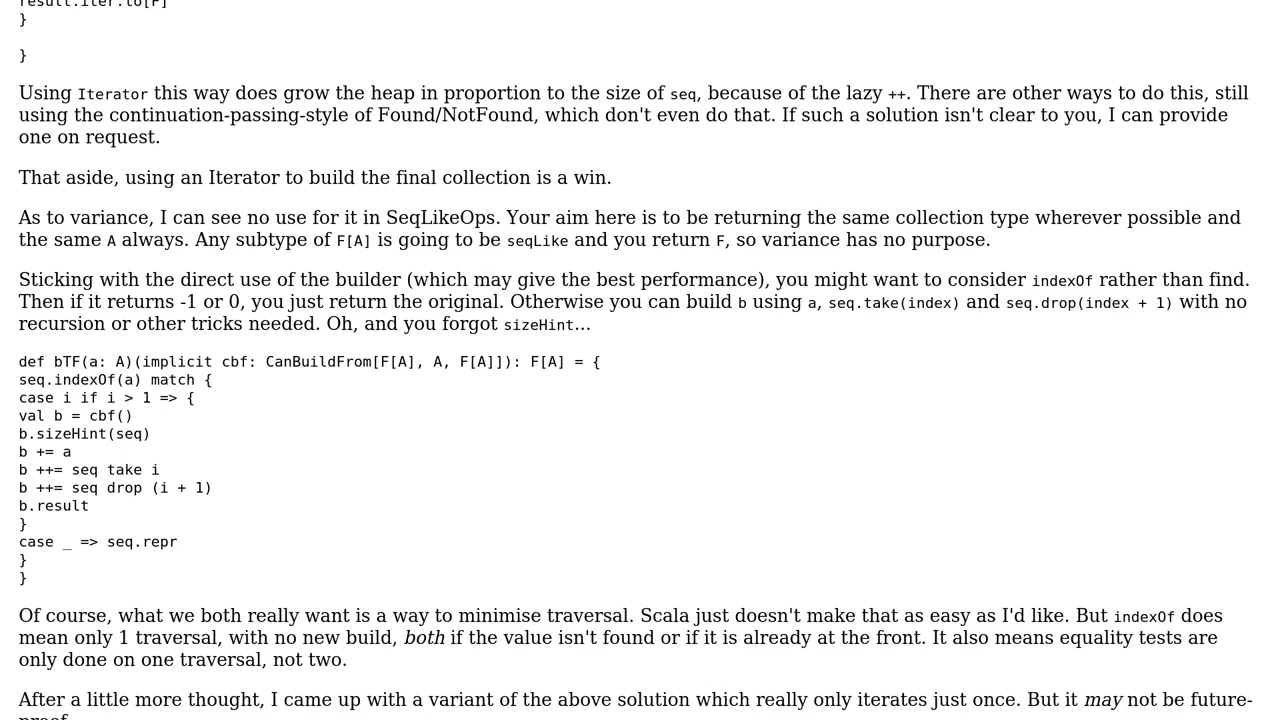 result.iter.to[F]
}
}
Using Iterator this way does grow the heap in proportion to the size of seq, because of the lazy ++. There are other ways to do this, still
using the continuation-passing-style of Found/NotFound, which don't even do that. If such a solution isn't clear to you, I can provide
one on request.
That aside, using an Iterator to build the final collection is a win.
As to variance, I can see no use for it in SeqLikeOps. Your aim here is to be returning the same collection type wherever possible and
the same A always. Any subtype of F[A] is going to be seqLike and you return F, so variance has no purpose.
Sticking with the direct use of the builder (which may give the best performance), you might want to consider indexOf rather than find.
Then if it returns -1 or 0, you just return the original. Otherwise you can build b using a, seq.take(index) and seq.drop(index + 1) with no
recursion or other tricks needed. Oh, and you forgot sizeHint...
def bTF(a: A)(implicit cbf: CanBuildFrom[F[A], A, F[A]]): F[A] = {
seq.indexOf(a) match {
case i if i > 1 => {
val b = cbf()
b.sizeHint(seq)
b += a
b ++= seq take i
b ++= seq drop (i + 1)
b.result
}
case _ => seq.repr
}
}
Of course, what we both really want is a way to minimise traversal. Scala just doesn't make that as easy as I'd like. But indexOf does
mean only 1 traversal, with no new build, both if the value isn't found or if it is already at the front. It also means equality tests are
only done on one traversal, not two.
After a little more thought, I came up with a variant of the above solution which really only iterates just once. But it may not be future-
proof